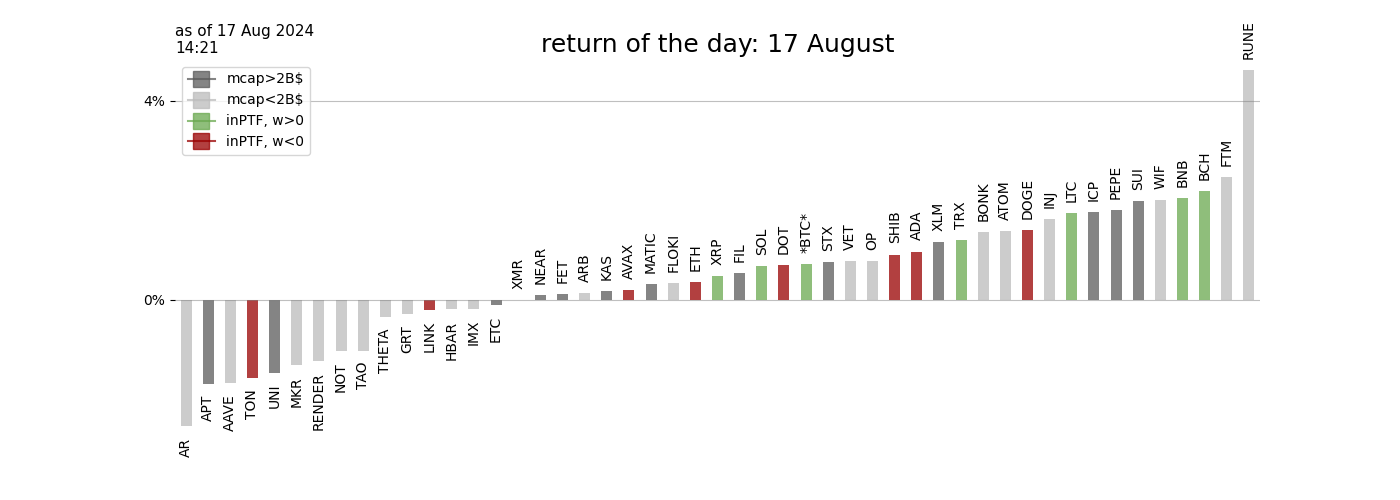 as of 17 Aug 2024
14:21
return of the day: 17 August
mcap>2B$
mcap<2B$
inPTF, w>0
inPTF, w<0
4%
0%
AR
APT
AAVE
TON
UNI
MKR
RENDER
NOT
TAO
THETA
GRT
LINK
HBAR
IMX
ETC
XMR
NEAR
FET
ARB
KAS
AVAX
MATIC
FLOKI
ETH
XRP
FIL
SOL
DOT
*BTC*
STX
VET
OP
SHIB
ADA
XLM
TRX
BONK
ATOM
DOGE
INJ
LTC
ICP
PEPE
SUI
WIF
BNB
BCH
FTM
RUNE